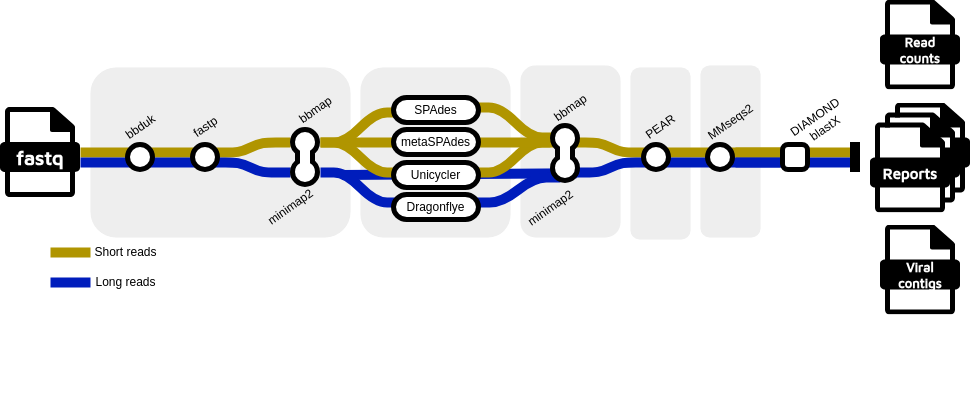 fastq
bbduk
fastp
bbmap
minimap2
SPAdes
metaSPAdes
Unicycler
Dragonflye
bbmap
minimap2
PEAR
MMseqs2
DIAMOND
blastX
Read
counts
Reports
Viral
contigs
Short reads
Long reads